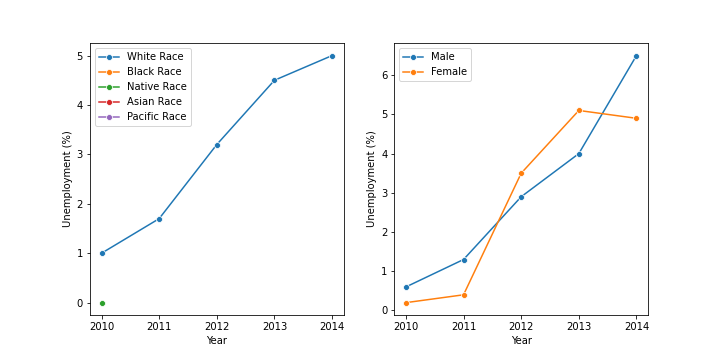 White Race
Black Race
Native Race
Asian Race
Pacific Race
5
4
3
2
1
0
Unemployment (%)
2010 2011 2012 2013 2014
Year
Male
Female
6
5
4
3
2
1
0
Unemployment (%)
2010 2011 2012 2013 2014
Year